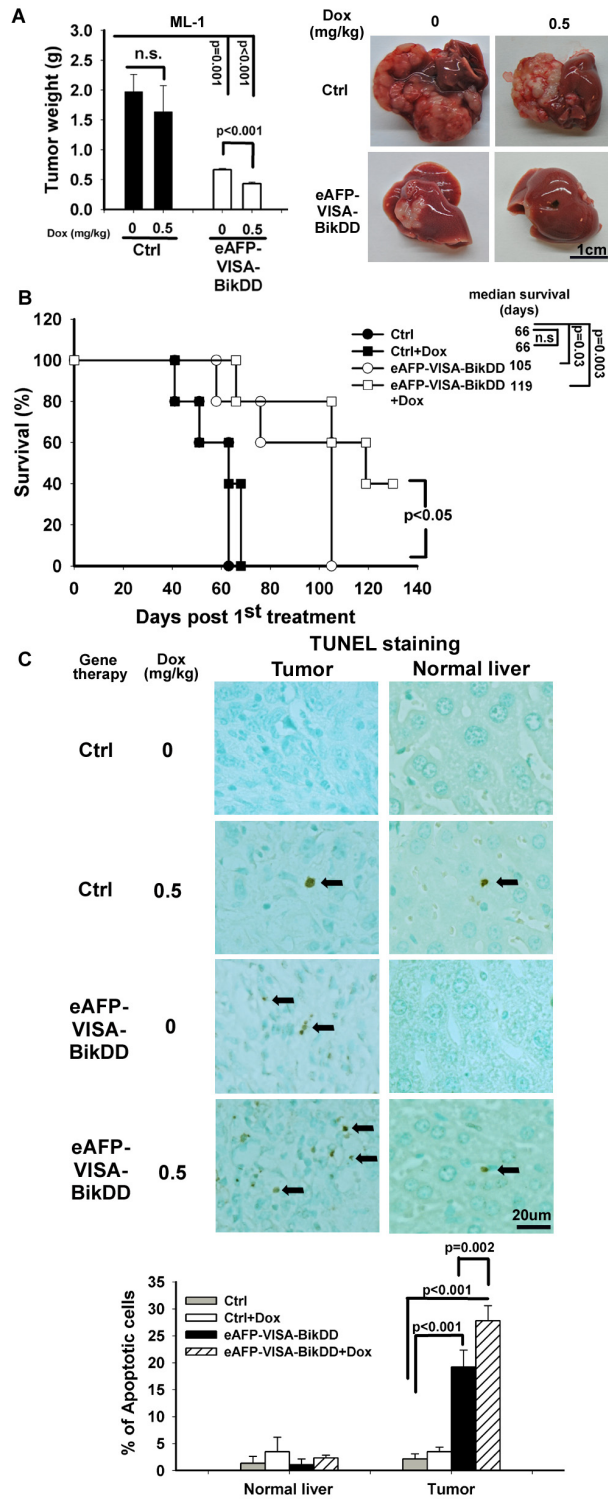 A
ML-1
Tumor weight (g)
3.0
2.5
2.0
1.5
1.0
0.5
0.0
n.s.
p=0.001
p<0.001
p<0.001
Dox (mg/kg)
0 0.5 0 0.5
Ctrl
eAFP-
VISA-
BikDD
Dox
(mg/kg)
0 0.5
Ctrl
eAFP-
VISA-
BikDD
1cm
B
Survival (%)
120
100
80
60
40
20
0
0 20 40 60 80 100 120 140
Days post 1st treatment
median survival
(days)
Ctrl 66
Ctrl+Dox 66
eAFP-VISA-BikDD 105
eAFP-VISA-BikDD 119
+Dox
n.s
p=0.03
p=0.003
p<0.05
C
Gene
therapy
Dox
(mg/kg)
TUNEL staining
Tumor Normal liver
Ctrl 0
Ctrl 0.5
eAFP-
VISA-
BikDD
0
eAFP-
VISA-
BikDD
0.5
20um
% of Apoptotic cells
35
30
25
20
15
10
5
0
Ctrl
Ctrl+Dox
eAFP-VISA-BikDD
eAFP-VISA-BikDD+Dox
p=0.002
p<0.001
p<0.001
Normal liver Tumor